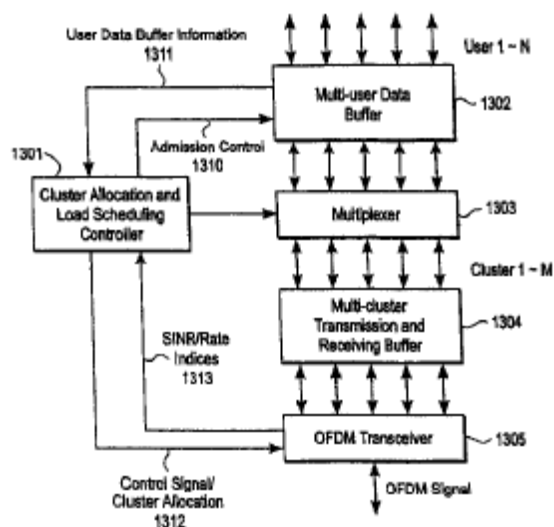 User Data Buffer Information
1311
User 1 ~ N
Multi-user Data
Buffer
1302
1301
Admission Control
1310
Cluster Allocation and
Load Scheduling
Controller
Multiplexer
1303
Cluster 1 ~ M
Multi-cluster
Transmission and
Receiving Buffer
1304
SINR/Rate
Indices
1313
OFDM Transceiver
1305
Control Signal/
Cluster Allocation
1312
OFDM Signal